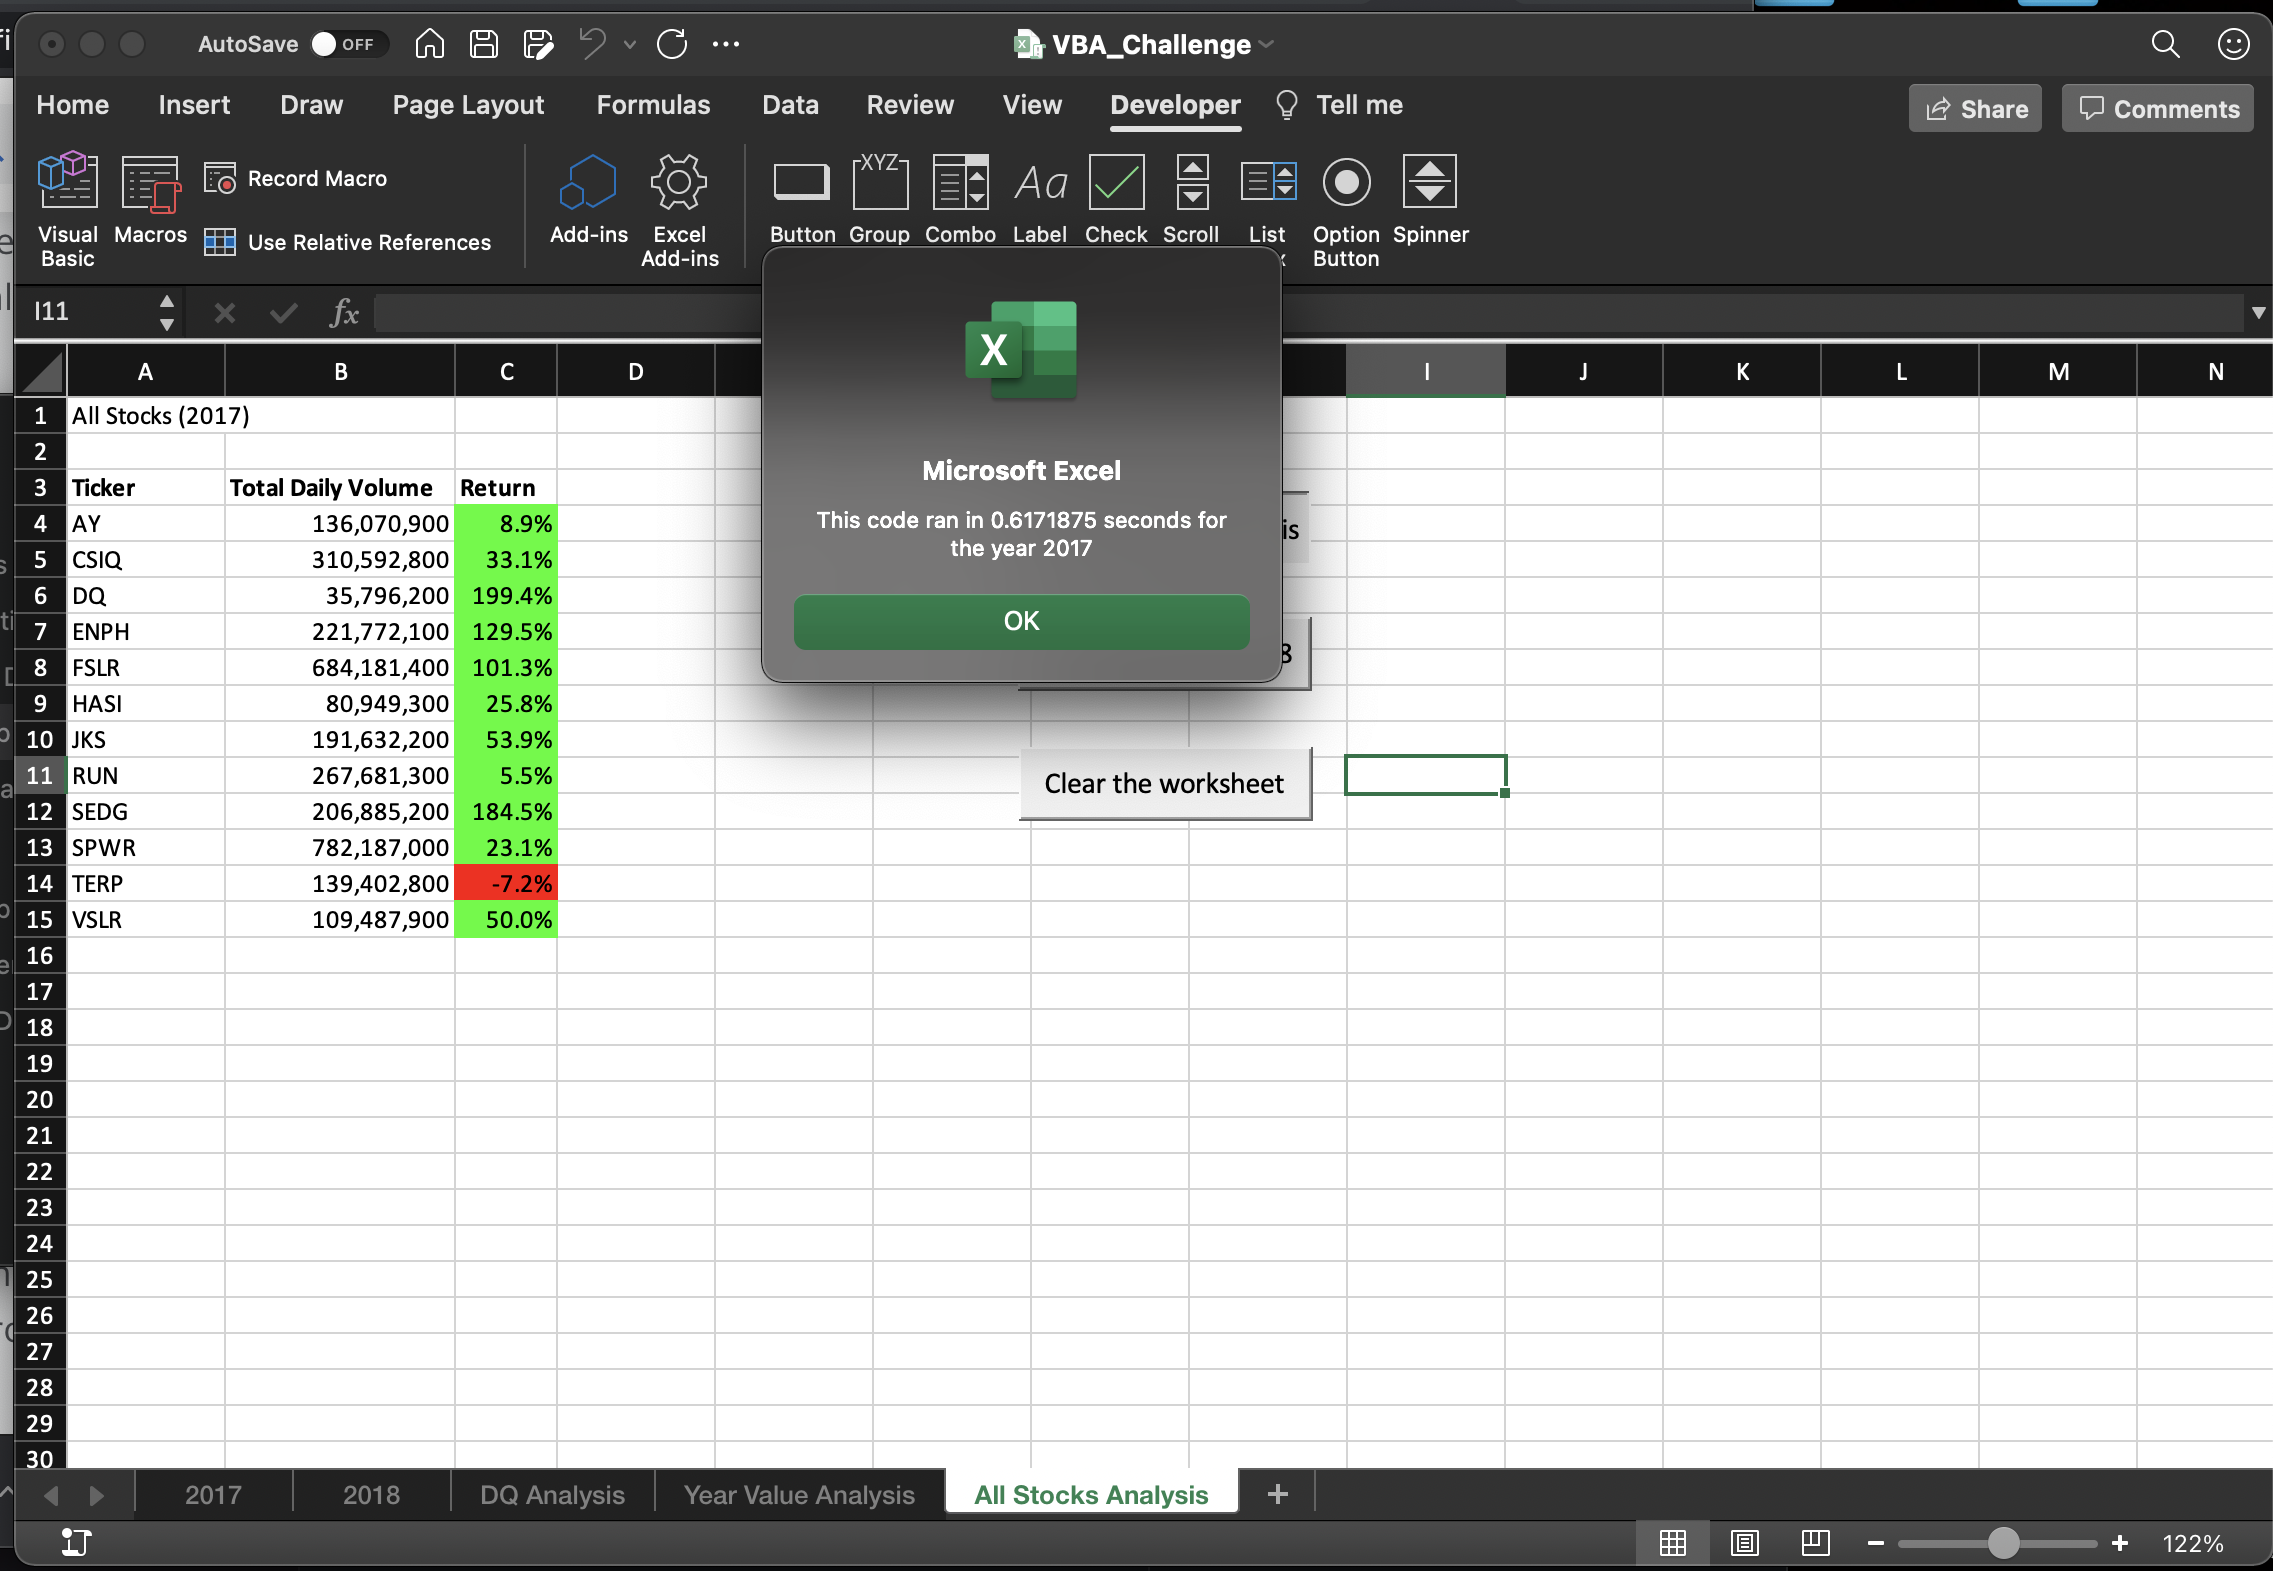 AutoSave OFF VBA_Challenge
Home Insert Draw Page Layout Formulas Data Review View Developer Tell me Share Comments
Visual Basic
Macros
Record Macro
Use Relative References
Add-ins
Excel Add-ins
Button Group Combo Label Check Scroll List Option Button Spinner
XYZ
Aa
I11 fx
A B C D I J K L M N
1 All Stocks (2017)
2
3 Ticker Total Daily Volume Return
4 AY 136,070,900 8.9%
5 CSIQ 310,592,800 33.1%
6 DQ 35,796,200 199.4%
7 ENPH 221,772,100 129.5%
8 FSLR 684,181,400 101.3%
9 HASI 80,949,300 25.8%
10 JKS 191,632,200 53.9%
11 RUN 267,681,300 5.5%
12 SEDG 206,885,200 184.5%
13 SPWR 782,187,000 23.1%
14 TERP 139,402,800 -7.2%
15 VSLR 109,487,900 50.0%
16
17
18
19
20
21
22
23
24
25
26
27
28
29
30
X
Microsoft Excel
This code ran in 0.6171875 seconds for
the year 2017
OK
is
8
Clear the worksheet
2017 2018 DQ Analysis Year Value Analysis All Stocks Analysis +
122%